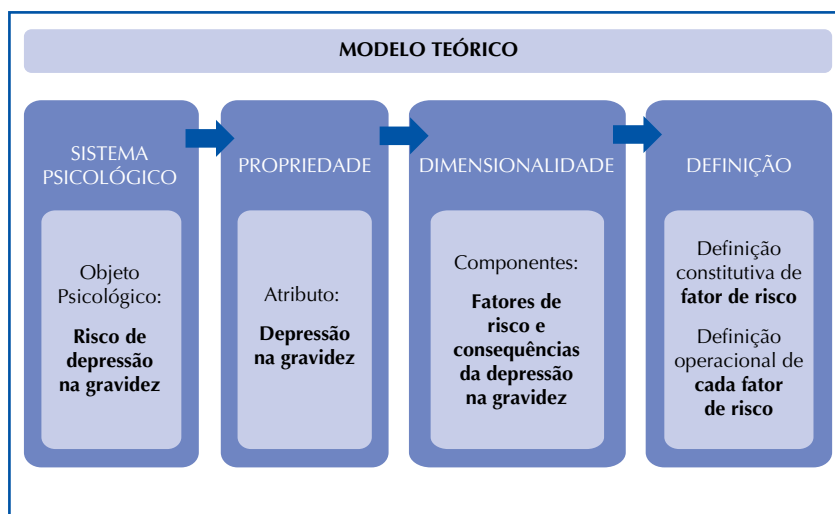 MODELO TEÓRICO
SISTEMA
PSICOLÓGICO
Objeto
Psicológico:
Risco de
depressão
na gravidez
PROPRIEDADE
Atributo:
Depressão
na gravidez
DIMENSIONALIDADE
Componentes:
Fatores de
risco e
consequências
da depressão
na gravidez
DEFINIÇÃO
Definição
constitutiva de
fator de risco
Definição
operacional de
cada fator
de risco